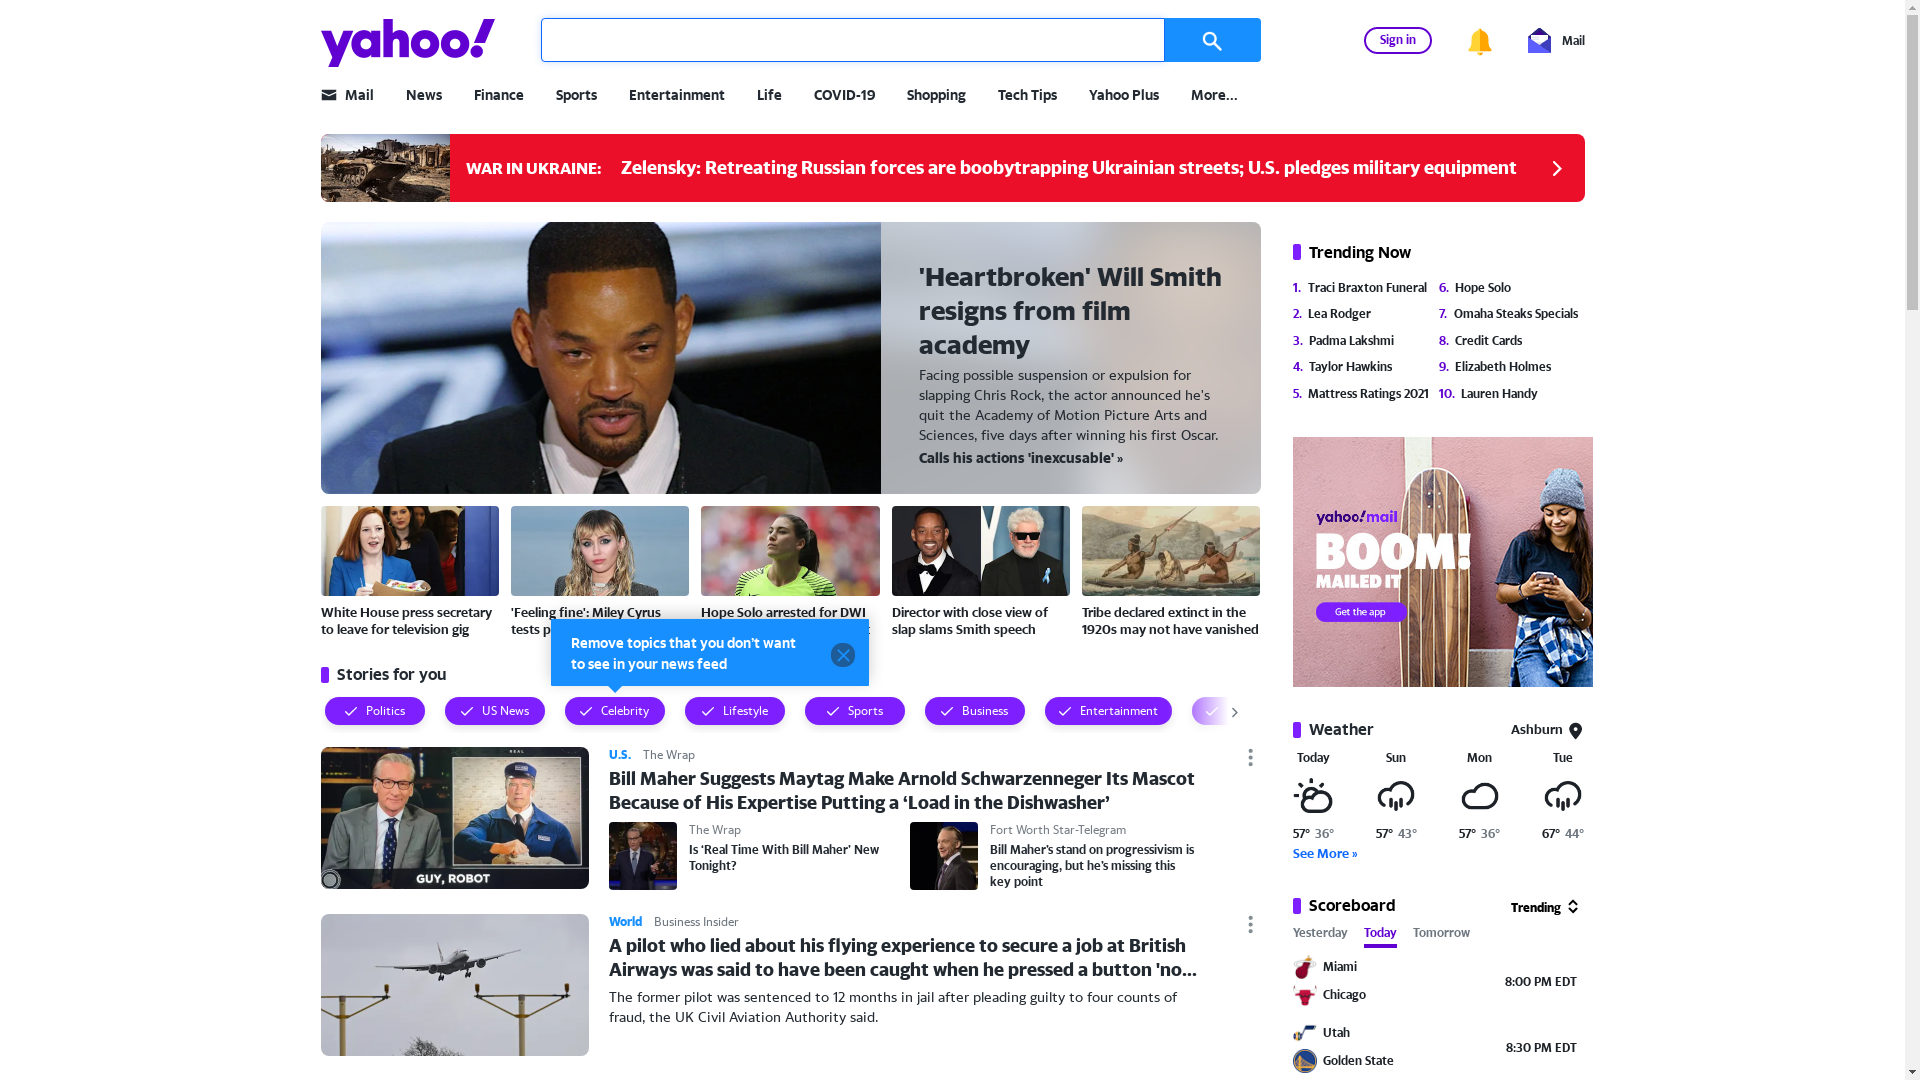 yahoo!
Sign in
Mail
Mail
News
Finance
Sports
Entertainment
Life
COVID-19
Shopping
Tech Tips
Yahoo Plus
More...
WAR IN UKRAINE:
Zelensky: Retreating Russian forces are boobytrapping Ukrainian streets; U.S. pledges military equipment
'Heartbroken' Will Smith
resigns from film
academy
Facing possible suspension or expulsion for
slapping Chris Rock, the actor announced he's
quit the Academy of Motion Picture Arts and
Sciences, five days after winning his first Oscar.
Calls his actions 'inexcusable' »
White House press secretary
to leave for television gig
'Feeling fine': Miley Cyrus
tests
Hope Solo arrested for DWI
Director with close view of
slap slams Smith speech
Tribe declared extinct in the
1920s may not have vanished
Remove topics that you don't want
to see in your news feed
Stories for you
Politics
US News
Celebrity
Lifestyle
Sports
Business
Entertainment
REAL
GUY, ROBOT
U.S.
The Wrap
Bill Maher Suggests Maytag Make Arnold Schwarzenneger Its Mascot
Because of His Expertise Putting a ‘Load in the Dishwasher’
The Wrap
Is ‘Real Time With Bill Maher’ New
Tonight?
Fort Worth Star-Telegram
Bill Maher’s stand on progressivism is
encouraging, but he’s missing this
key point
World
Business Insider
A pilot who lied about his flying experience to secure a job at British
Airways was said to have been caught when he pressed a button 'no...
The former pilot was sentenced to 12 months in jail after pleading guilty to four counts of
fraud, the UK Civil Aviation Authority said.
Trending Now
1. Traci Braxton Funeral
2. Lea Rodger
3. Padma Lakshmi
4. Taylor Hawkins
5. Mattress Ratings 2021
6. Hope Solo
7. Omaha Steaks Specials
8. Credit Cards
9. Elizabeth Holmes
10. Lauren Handy
yahoo!mail
BOOM!
MAILED IT
Get the app
Weather
Ashburn
Today
Sun
Mon
Tue
57° 36°
57° 43°
57° 36°
67° 44°
See More »
Scoreboard
Trending
Yesterday
Today
Tomorrow
Miami
Chicago
8:00 PM EDT
Utah
Golden State
8:30 PM EDT